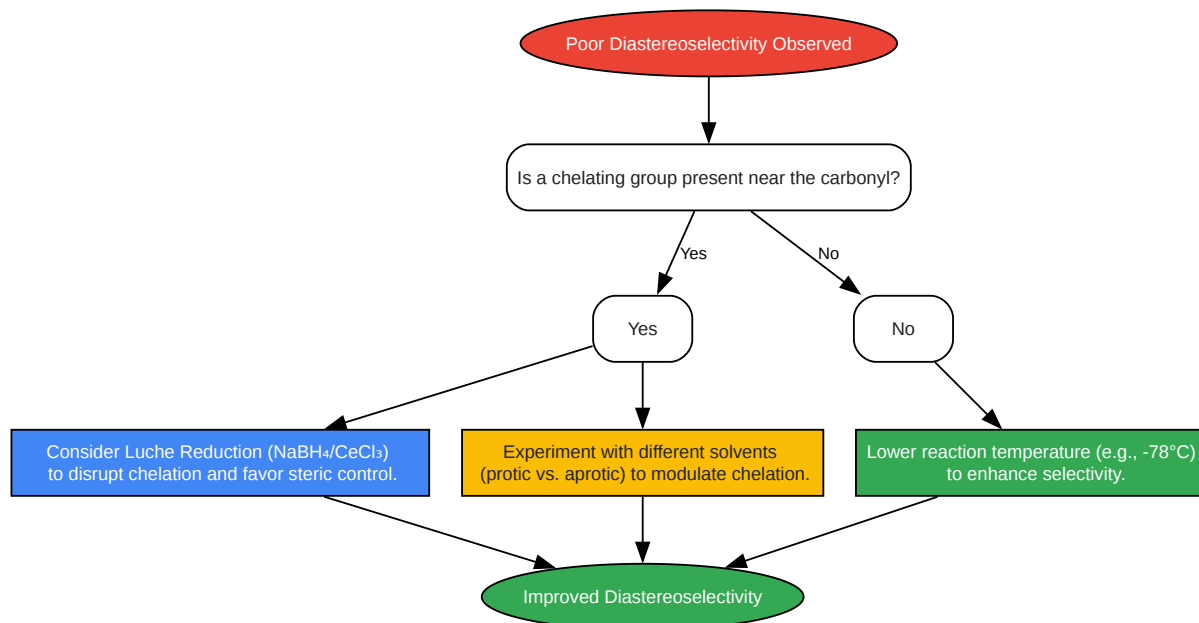 Poor Diastereoselectivity Observed
Is a chelating group present near the carbonyl?
Yes
No
Yes
No
Consider Luche Reduction (NaBH₄/CeCl₃)
to disrupt chelation and favor steric control.
Experiment with different solvents
(protic vs. aprotic) to modulate chelation.
Lower reaction temperature (e.g., -78°C)
to enhance selectivity.
Improved Diastereoselectivity